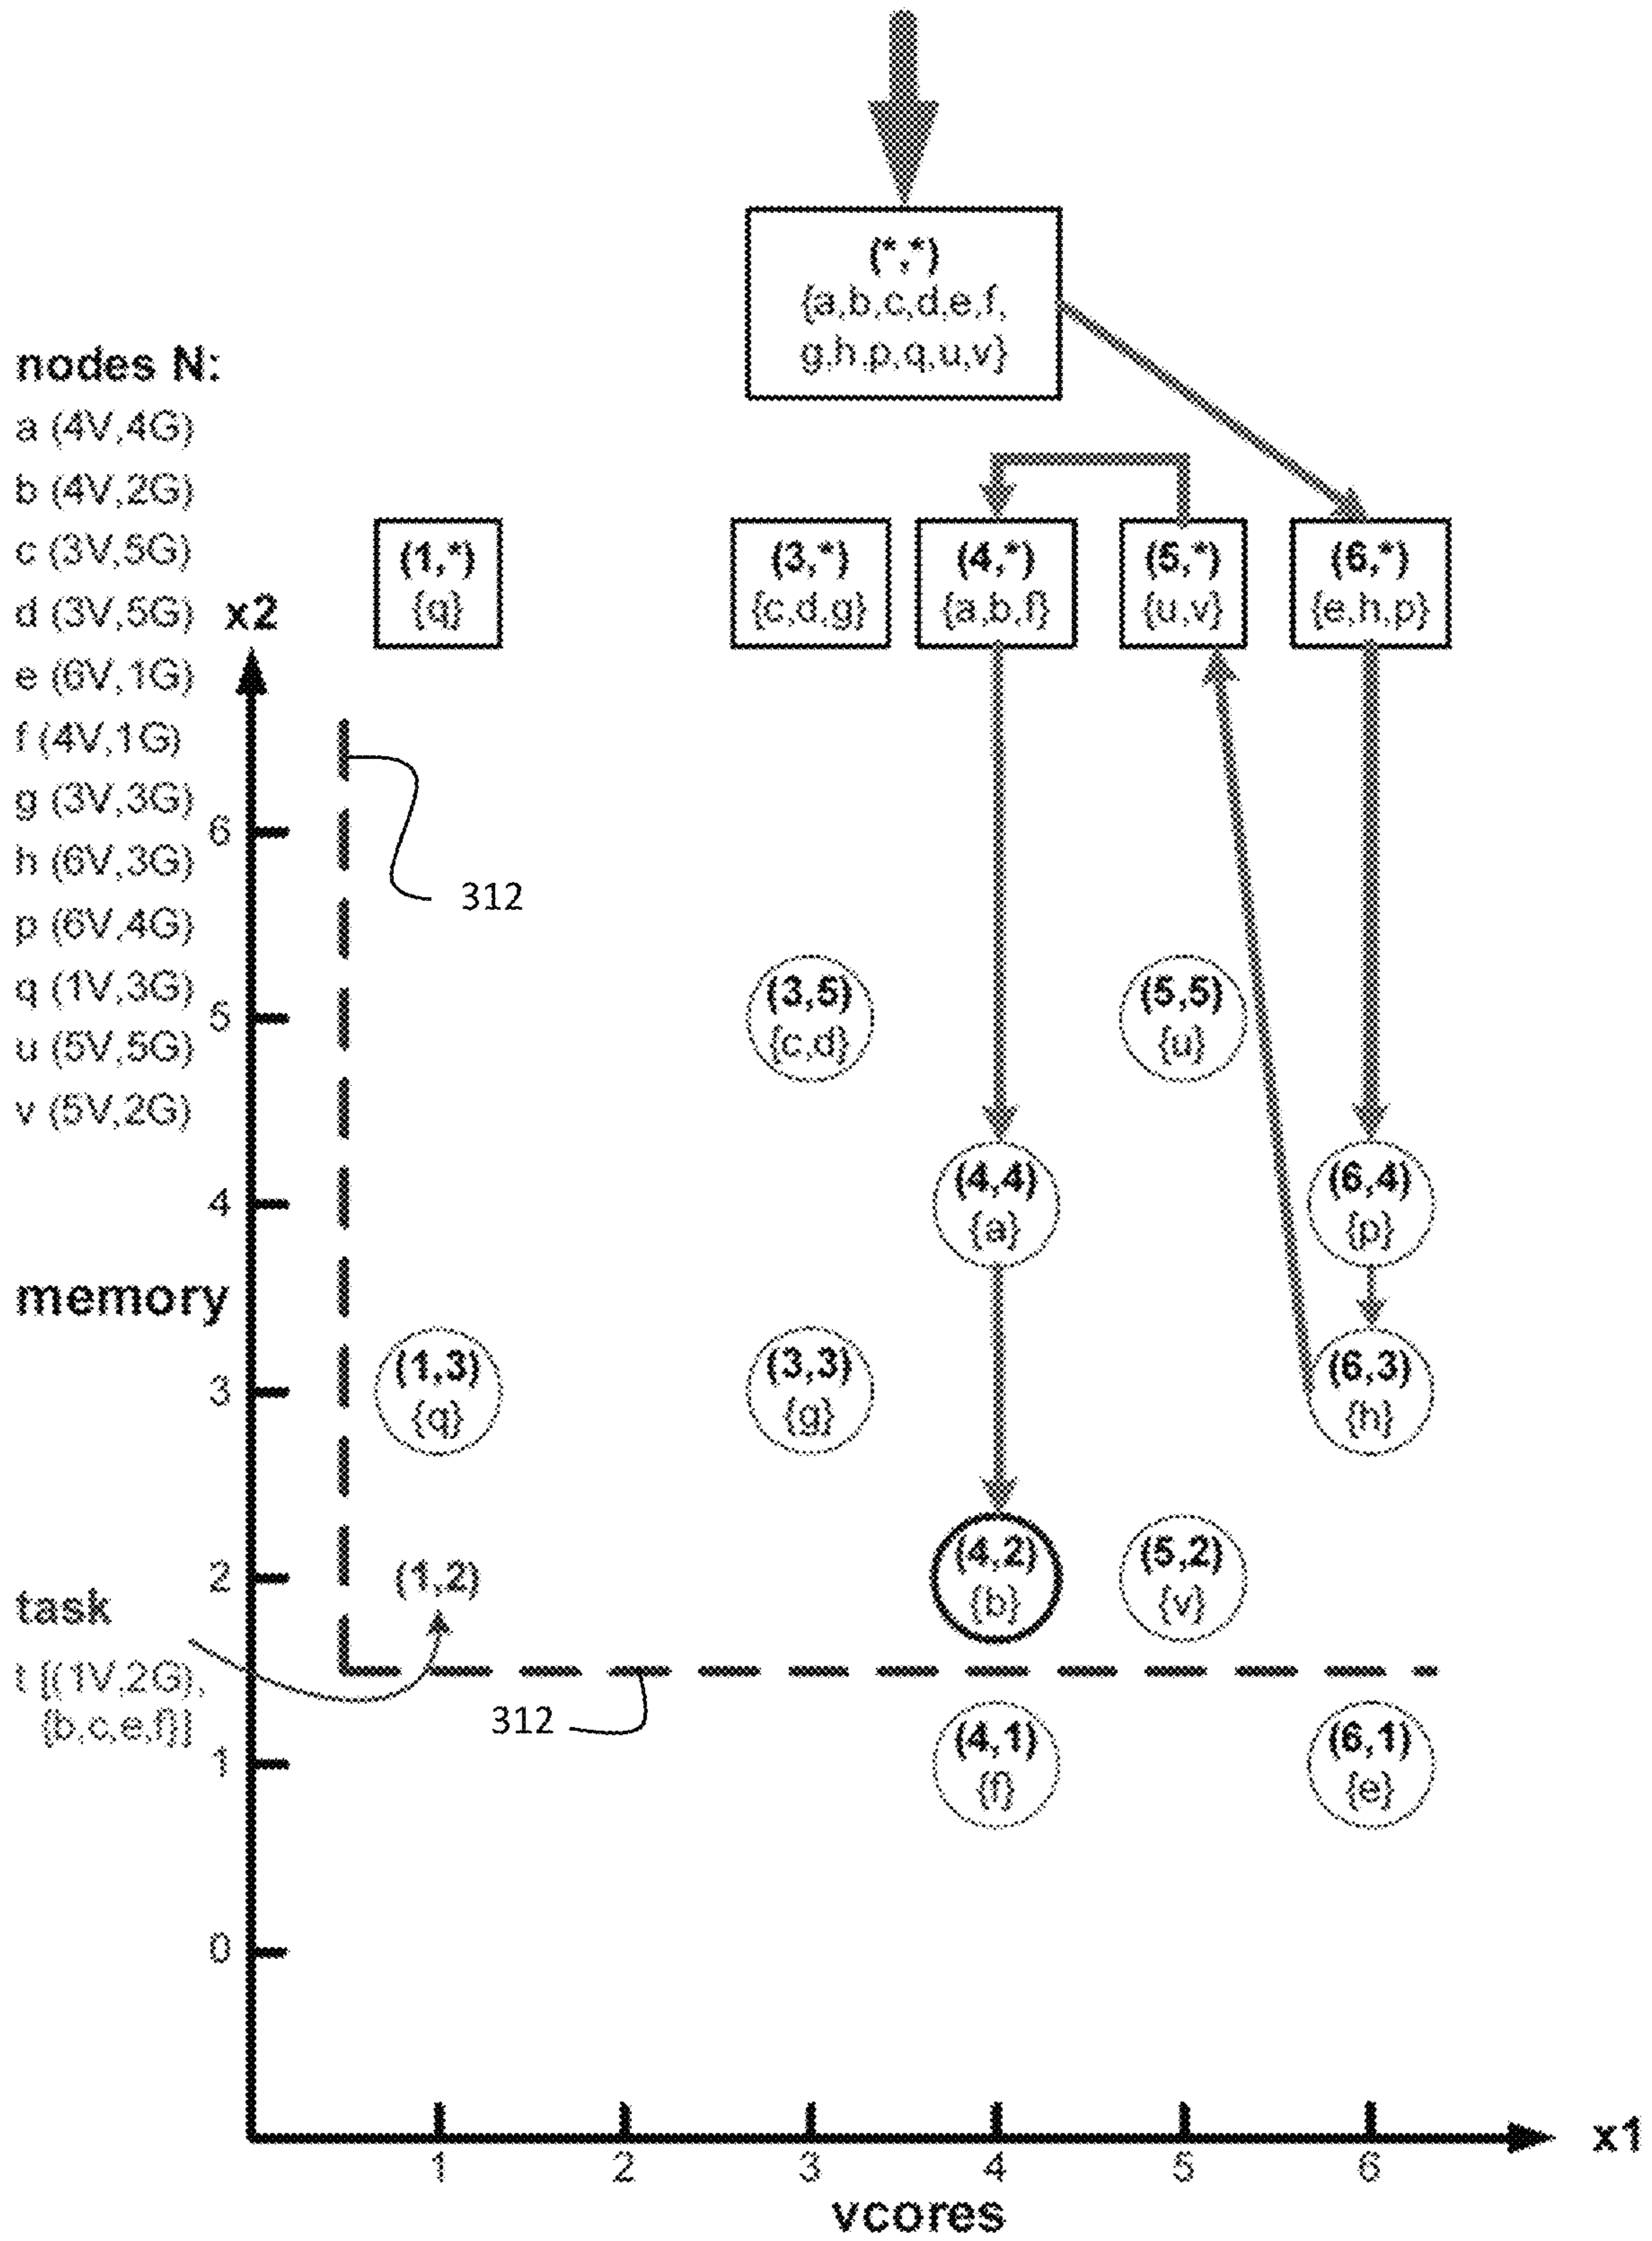 (*,*)
{a,b,c,d,e,f,
g,h,p,q,u,v}
nodes N:
a (4V,4G)
b (4V,2G)
c (3V,5G)
d (3V,5G)
e (6V,1G)
f (4V,1G)
g (3V,3G)
h (6V,3G)
p (6V,4G)
q (1V,3G)
u (5V,5G)
v (5V,2G)
(1,*)
{q}
(3,*)
{c,d,g}
(4,*)
{a,b,f}
(5,*)
{u,v}
(6,*)
{e,h,p}
x2
6
312
5
(3,5)
{c,d}
(5,5)
{u}
4
(4,4)
{a}
(6,4)
{p}
memory
3
(1,3)
{q}
(3,3)
{g}
(6,3)
{h}
2
(1,2)
(4,2)
{b}
(5,2)
{v}
task
t [(1V,2G),
{b,c,e,f}]
312
1
(4,1)
{f}
(6,1)
{e}
0
x1
1 2 3 4 5 6
vcores